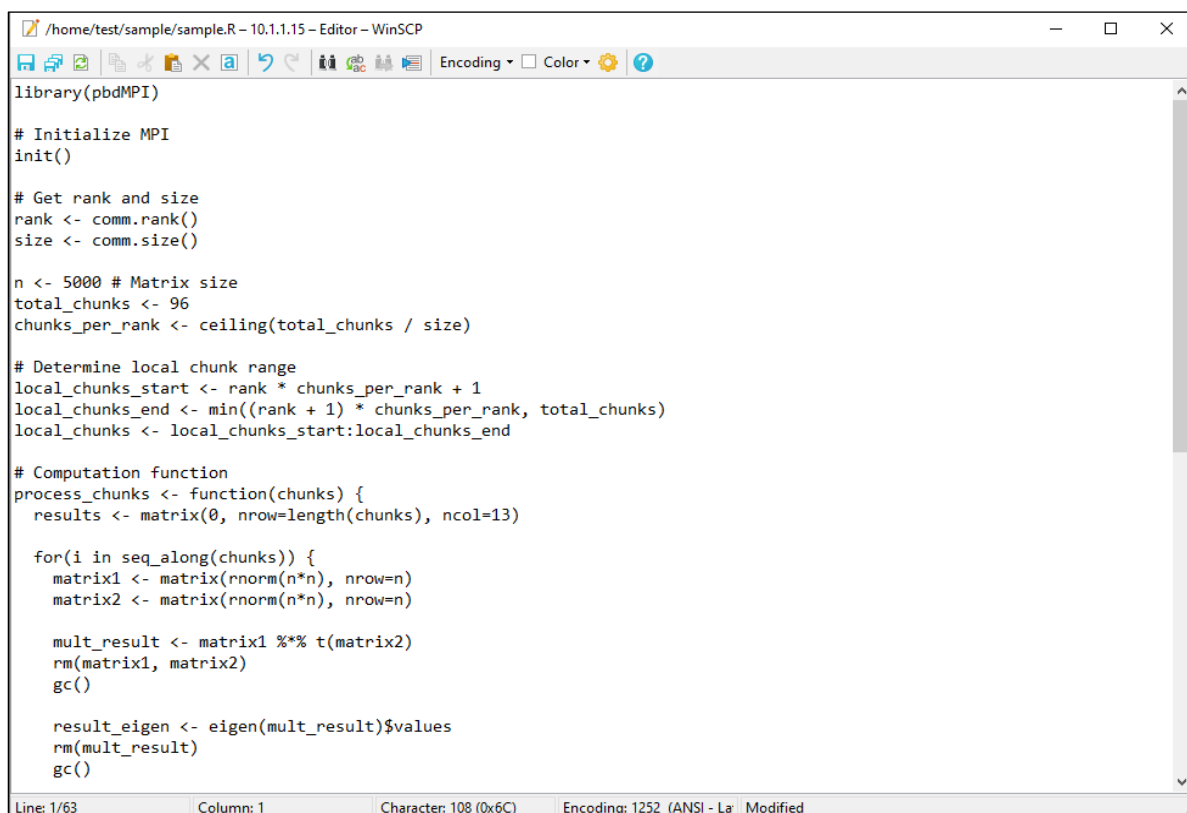 /home/test/sample/sample.R – 10.1.1.15 – Editor – WinSCP
Encoding Color
library(pbdMPI)
# Initialize MPI
init()
# Get rank and size
rank <- comm.rank()
size <- comm.size()
n <- 5000 # Matrix size
total_chunks <- 96
chunks_per_rank <- ceiling(total_chunks / size)
# Determine local chunk range
local_chunks_start <- rank * chunks_per_rank + 1
local_chunks_end <- min((rank + 1) * chunks_per_rank, total_chunks)
local_chunks <- local_chunks_start:local_chunks_end
# Computation function
process_chunks <- function(chunks) {
  results <- matrix(0, nrow=length(chunks), ncol=13)
  for(i in seq_along(chunks)) {
    matrix1 <- matrix(rnorm(n*n), nrow=n)
    matrix2 <- matrix(rnorm(n*n), nrow=n)
    mult_result <- matrix1 %*% t(matrix2)
    rm(matrix1, matrix2)
    gc()
    result_eigen <- eigen(mult_result)$values
    rm(mult_result)
    gc()
Line: 1/63 Column: 1 Character: 108 (0x6C) Encoding: 1252 (ANSI - La Modified